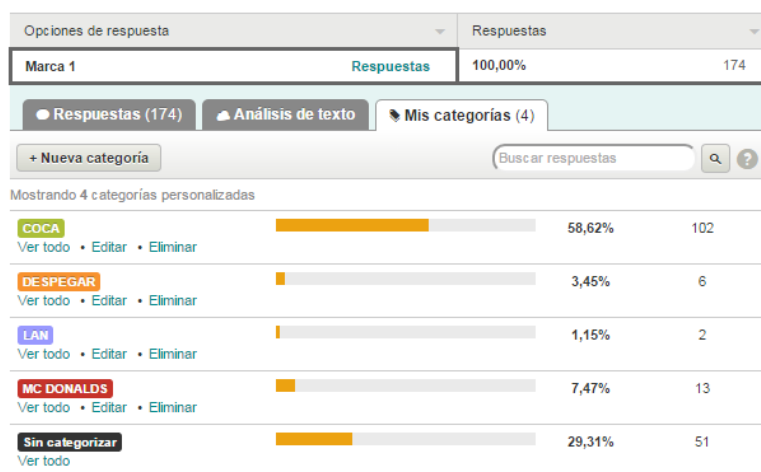 Opciones de respuesta Respuestas
Marca 1 Respuestas 100,00% 174
Respuestas (174) Análisis de texto Mis categorías (4)
+ Nueva categoría Buscar respuestas ?
Mostrando 4 categorías personalizadas
COCA 58,62% 102
Ver todo • Editar • Eliminar
DESPEGAR 3,45% 6
Ver todo • Editar • Eliminar
LAN 1,15% 2
Ver todo • Editar • Eliminar
MC DONALDS 7,47% 13
Ver todo • Editar • Eliminar
Sin categorizar 29,31% 51
Ver todo